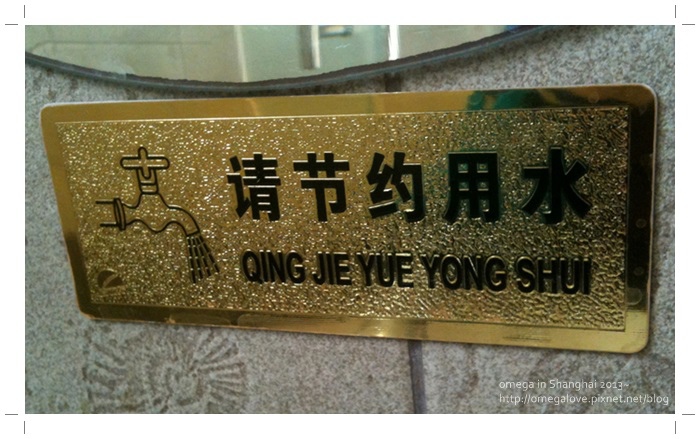 请节约用水
QING JIE YUE YONG SHUI
omega in Shanghai 2013
http://omegalove.pixnet.net/blog